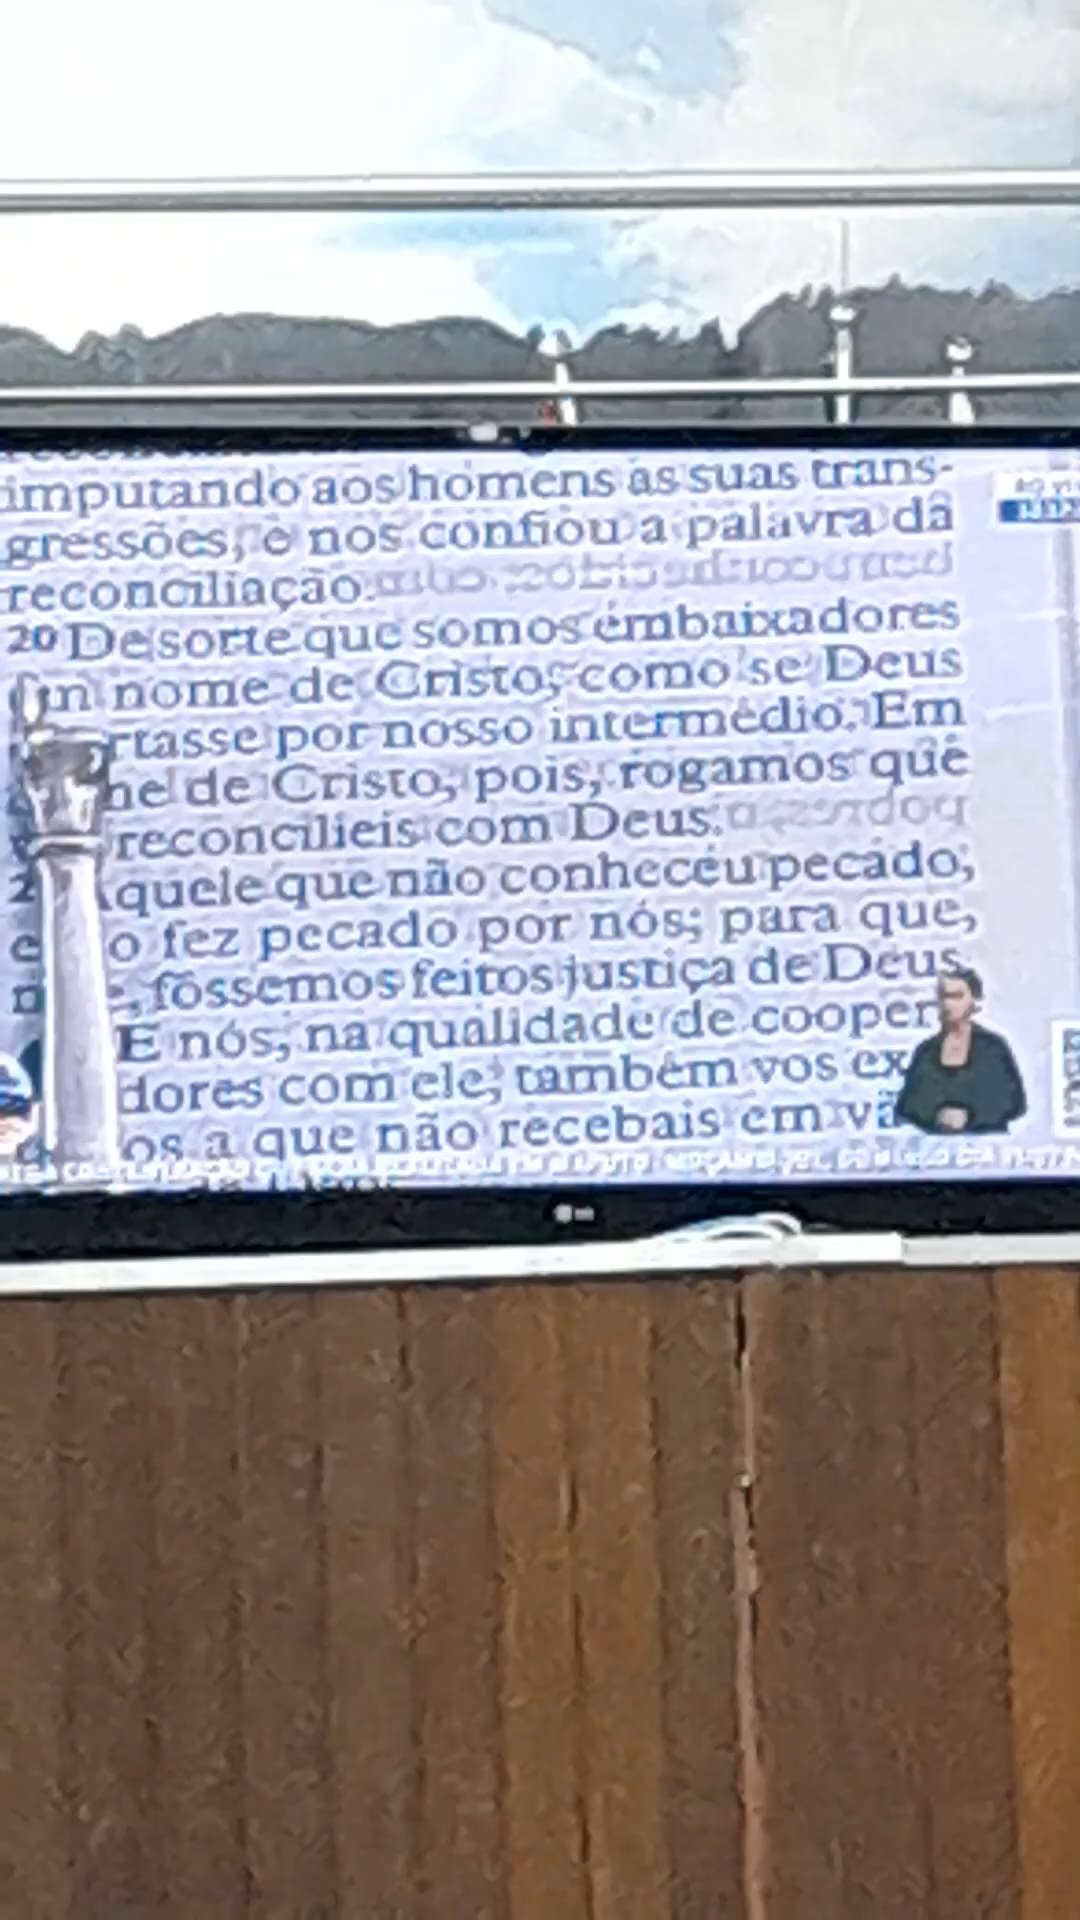 imputando aos homens as suas trans-
gressões, e nos confiou a palavra da
reconciliação.
20 De sorte que somos embaixadores
nome de Cristo, como se Deus
por nosso intermédio. Em
de Cristo, pois, rogamos que
reconcilieis com Deus.
que não conheceu pecado,
o fez pecado por nós; para que,
fôssemos feitos justiça de Deus.
E nós, na qualidade de cooper
dores com ele, também vos ex
os a que não recebais em vã